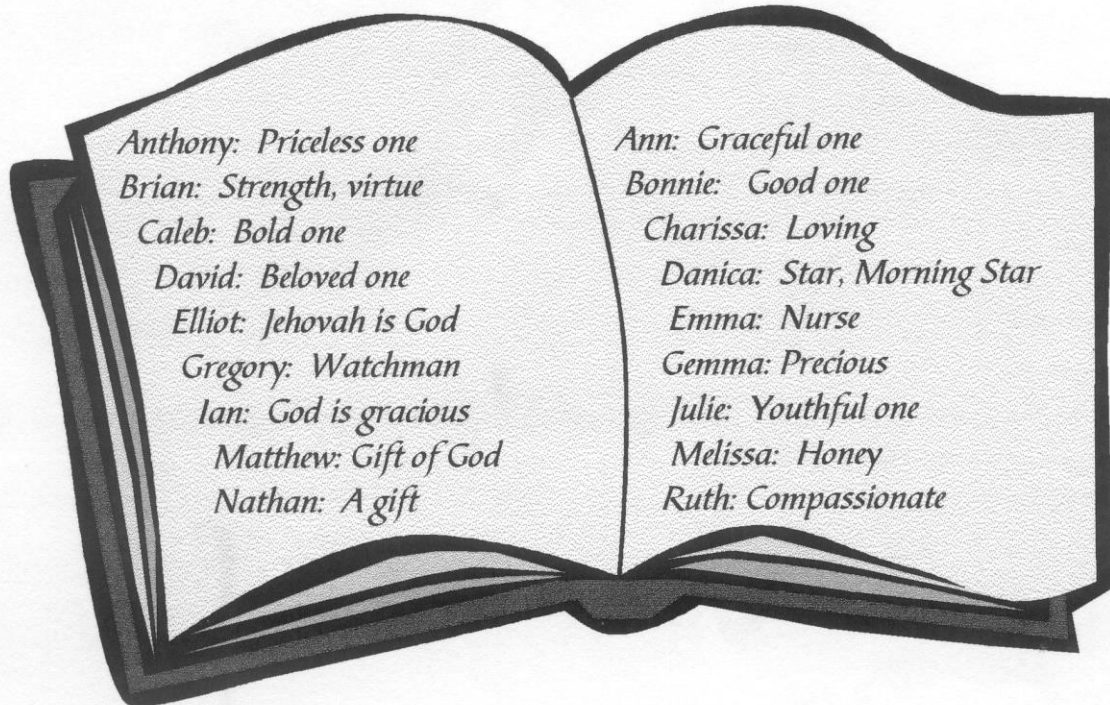 Anthony: Priceless one
Brian: Strength, virtue
Caleb: Bold one
David: Beloved one
Elliot: Jehovah is God
Gregory: Watchman
Ian: God is gracious
Matthew: Gift of God
Nathan: A gift
Ann: Graceful one
Bonnie: Good one
Charissa: Loving
Danica: Star, Morning Star
Emma: Nurse
Gemma: Precious
Julie: Youthful one
Melissa: Honey
Ruth: Compassionate